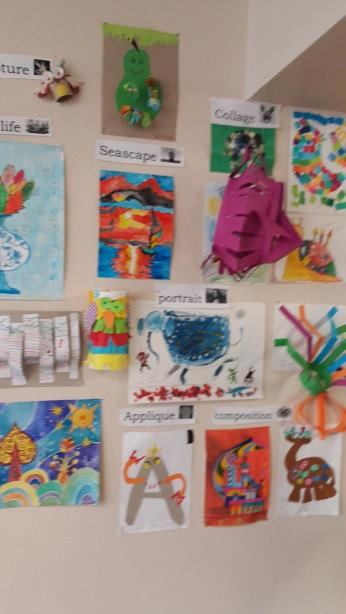 ture
life
Seascape
Collage
portrait
Applique
composition